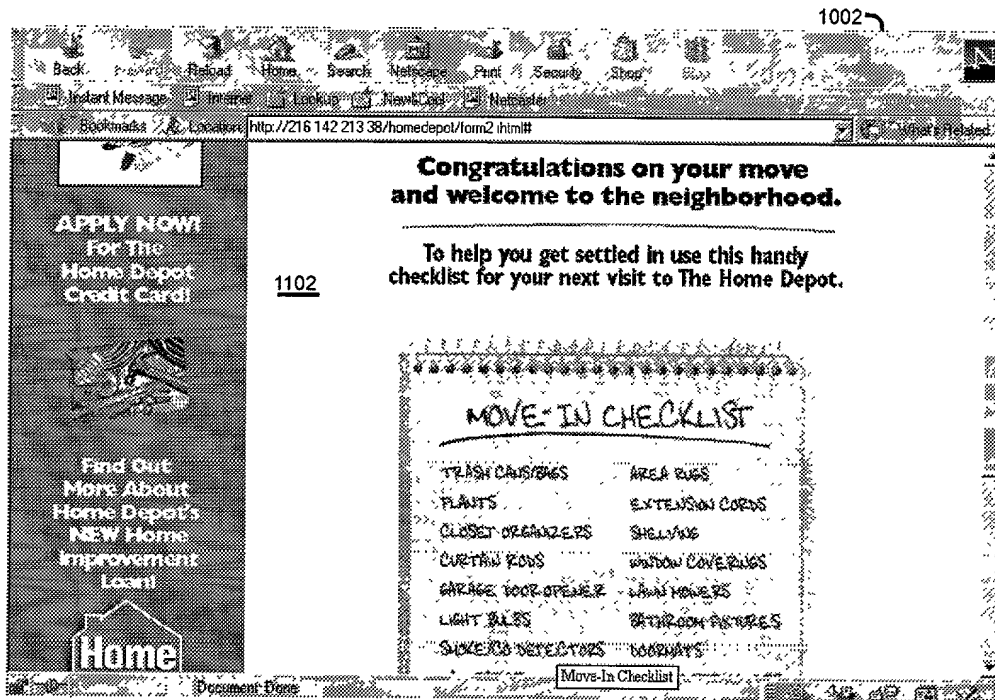 1002
Back Reload Home Search Netscape Print Security Shop
Instant Message Internet Lookup New&Cool Netcaster
Bookmarks Location: http://216 142 213 38/homedepot/form2 ihtml# What's Related
Congratulations on your move
and welcome to the neighborhood.
To help you get settled in use this handy
checklist for your next visit to The Home Depot.
1102
APPLY NOW!
For The
Home Depot
Credit Card!
Find Out
More About
Home Depot's
NEW Home
Improvement
Loan!
Home
MOVE-IN CHECKLIST
TRASH CANS/BAGS AREA RUGS
PLANTS EXTENSION CORDS
CLOSET ORGANIZERS SHELVING
CURTAIN RODS WINDOW COVERINGS
GARAGE DOOR OPENER LAWN MOWERS
LIGHT BULBS BATHROOM FIXTURES
SMOKE/CO DETECTORS DOORMATS
Move-In Checklist
Document Done